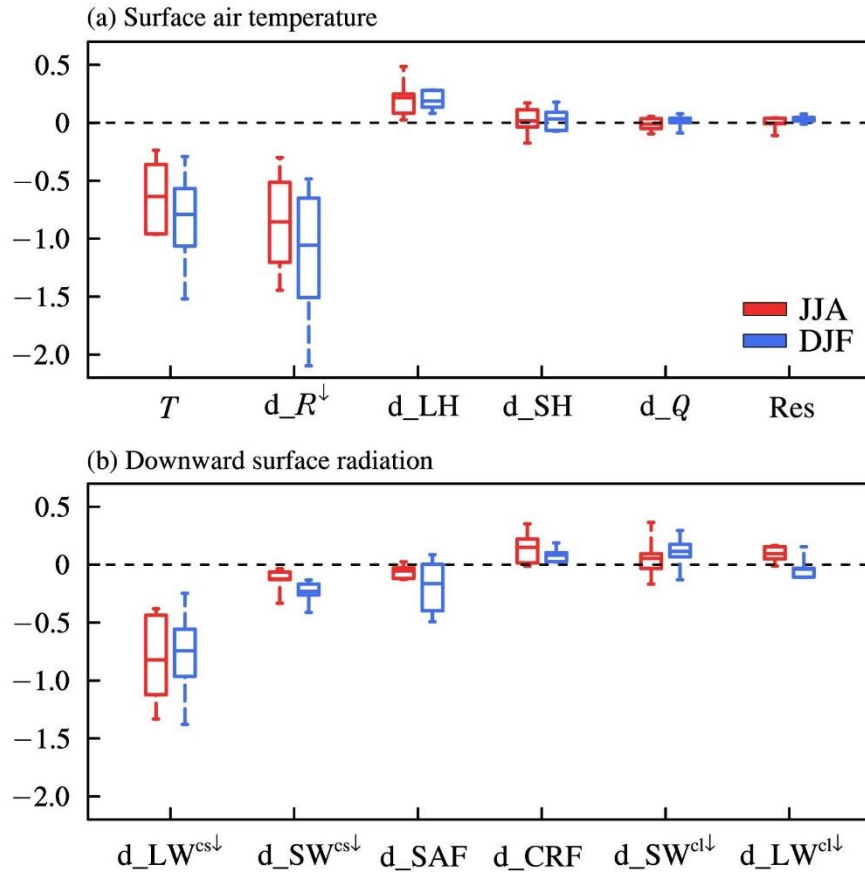 (a) Surface air temperature
0.5
0
−0.5
−1.0
−1.5
−2.0
JJA
DJF
T d_R↓ d_LH d_SH d_Q Res
(b) Downward surface radiation
0.5
0
−0.5
−1.0
−1.5
−2.0
d_LWcs↓ d_SWcs↓ d_SAF d_CRF d_SWcl↓ d_LWcl↓